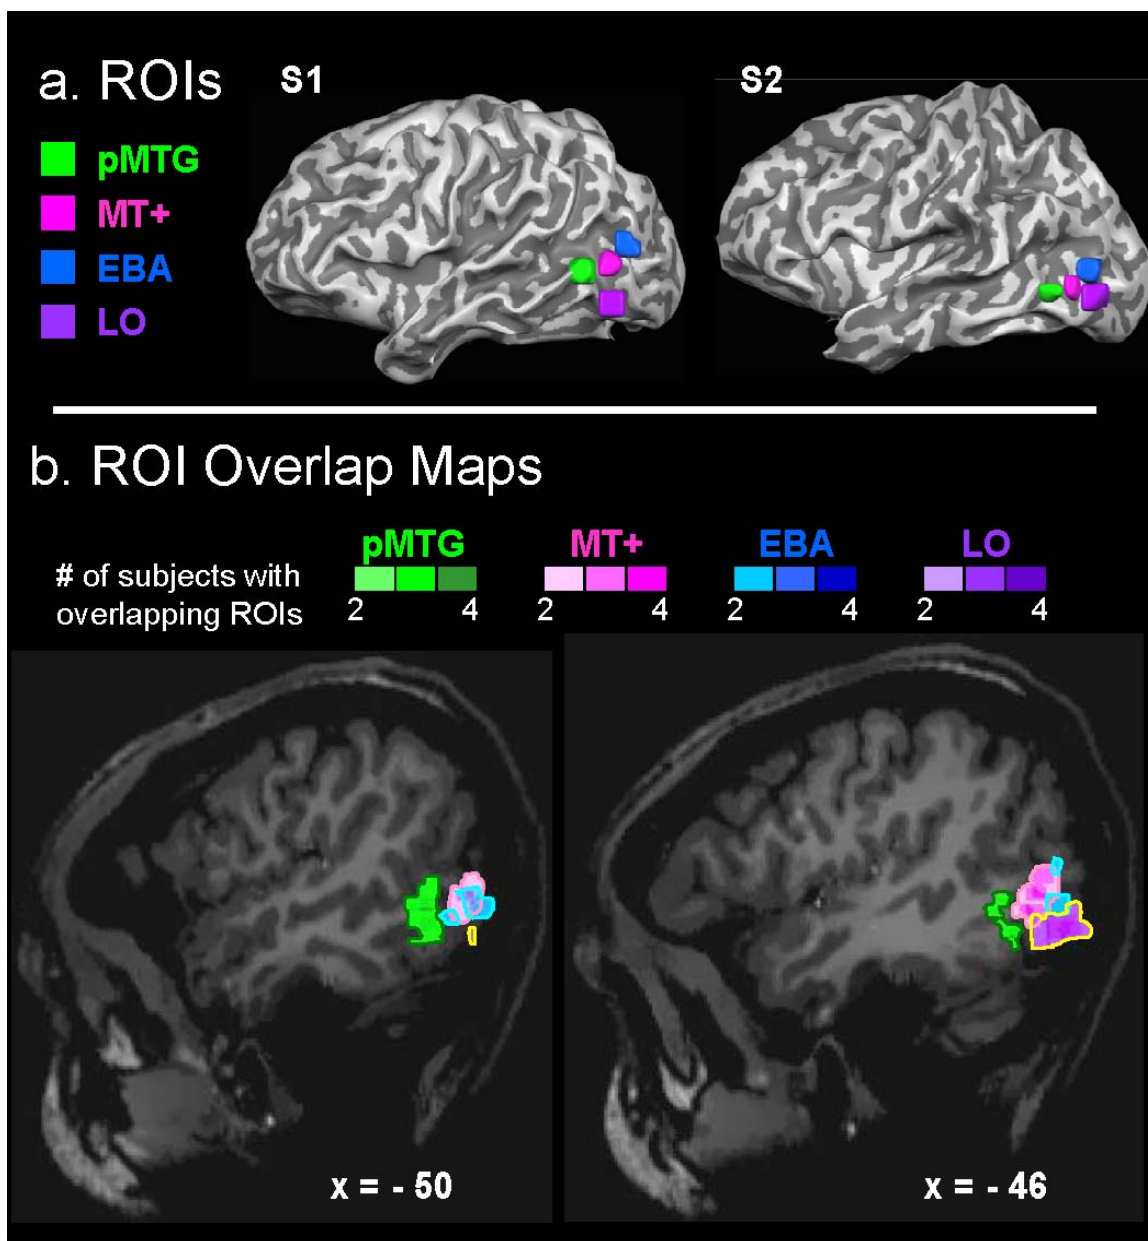 a. ROIs
S1
S2
pMTG
MT+
EBA
LO
b. ROI Overlap Maps
# of subjects with
overlapping ROIs
pMTG
2 4
MT+
2 4
EBA
2 4
LO
2 4
x = - 50
x = - 46